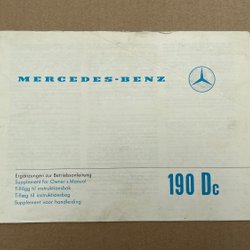 MERCEDES-BENZ
Ergänzungen zur Betriebsanleitung
Supplement for Owner's Manual
Tillägg till instruktionsbok
Tillæg til instruktionsbog
Supplement voor handleiding
190 Dc